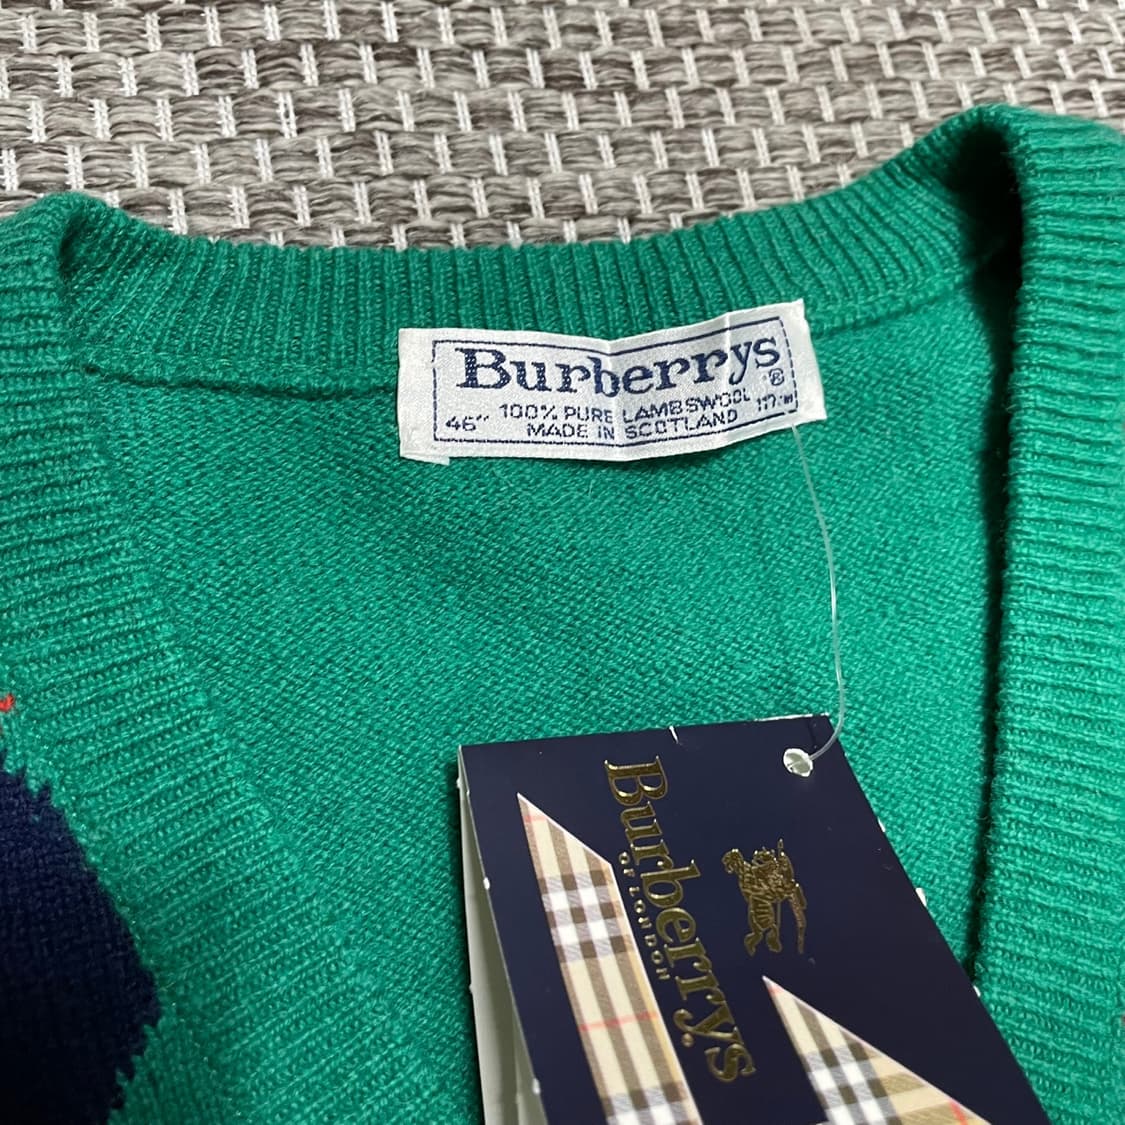 Burberrys
®
46" 100% PURE LAMBSWOOL
MADE IN SCOTLAND
Burberrys
OF LONDON